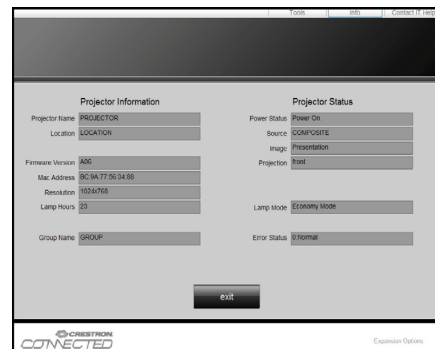 Tools Info Contact IT Help
Projector Information
Projector Name PROJECTOR
Location LOCATION
Firmware Version A06
Mac Address BC:9A:77:56:34:88
Resolution 1024x768
Lamp Hours 23
Group Name GROUP
Projector Status
Power Status Power On
Source COMPOSITE
Image Presentation
Projection front
Lamp Mode Economy Mode
Error Status 0:Normal
exit
CRESTRON
CONNECTED
Expansion Options